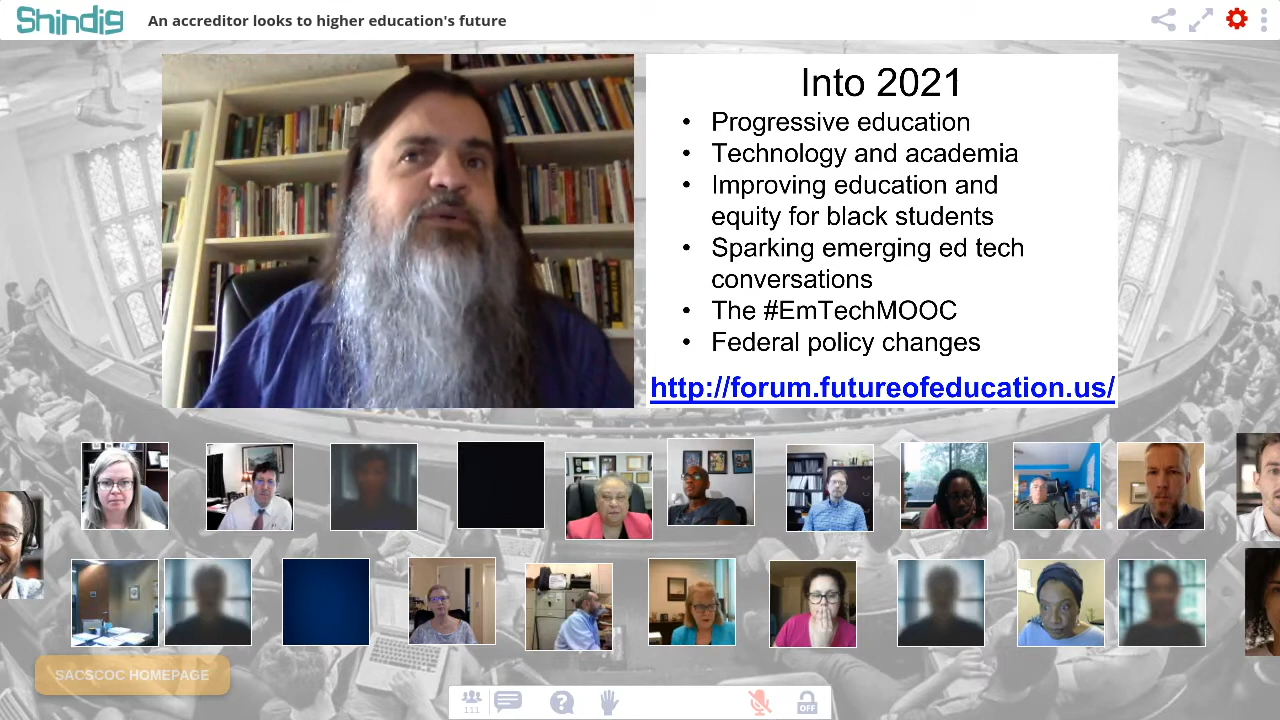 Shindig
An accreditor looks to higher education's future
Into 2021
• Progressive education
• Technology and academia
• Improving education and
equity for black students
• Sparking emerging ed tech
conversations
• The #EmTechMOOC
• Federal policy changes
http://forum.futureofeducation.us/
SACSCOC HOMEPAGE
111
OFF